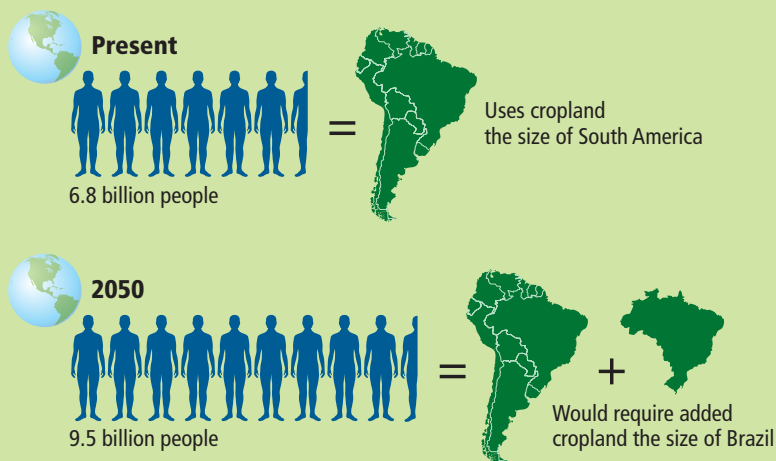 Present
=
Uses cropland
the size of South America
6.8 billion people
2050
=
+
9.5 billion people
Would require added
cropland the size of Brazil